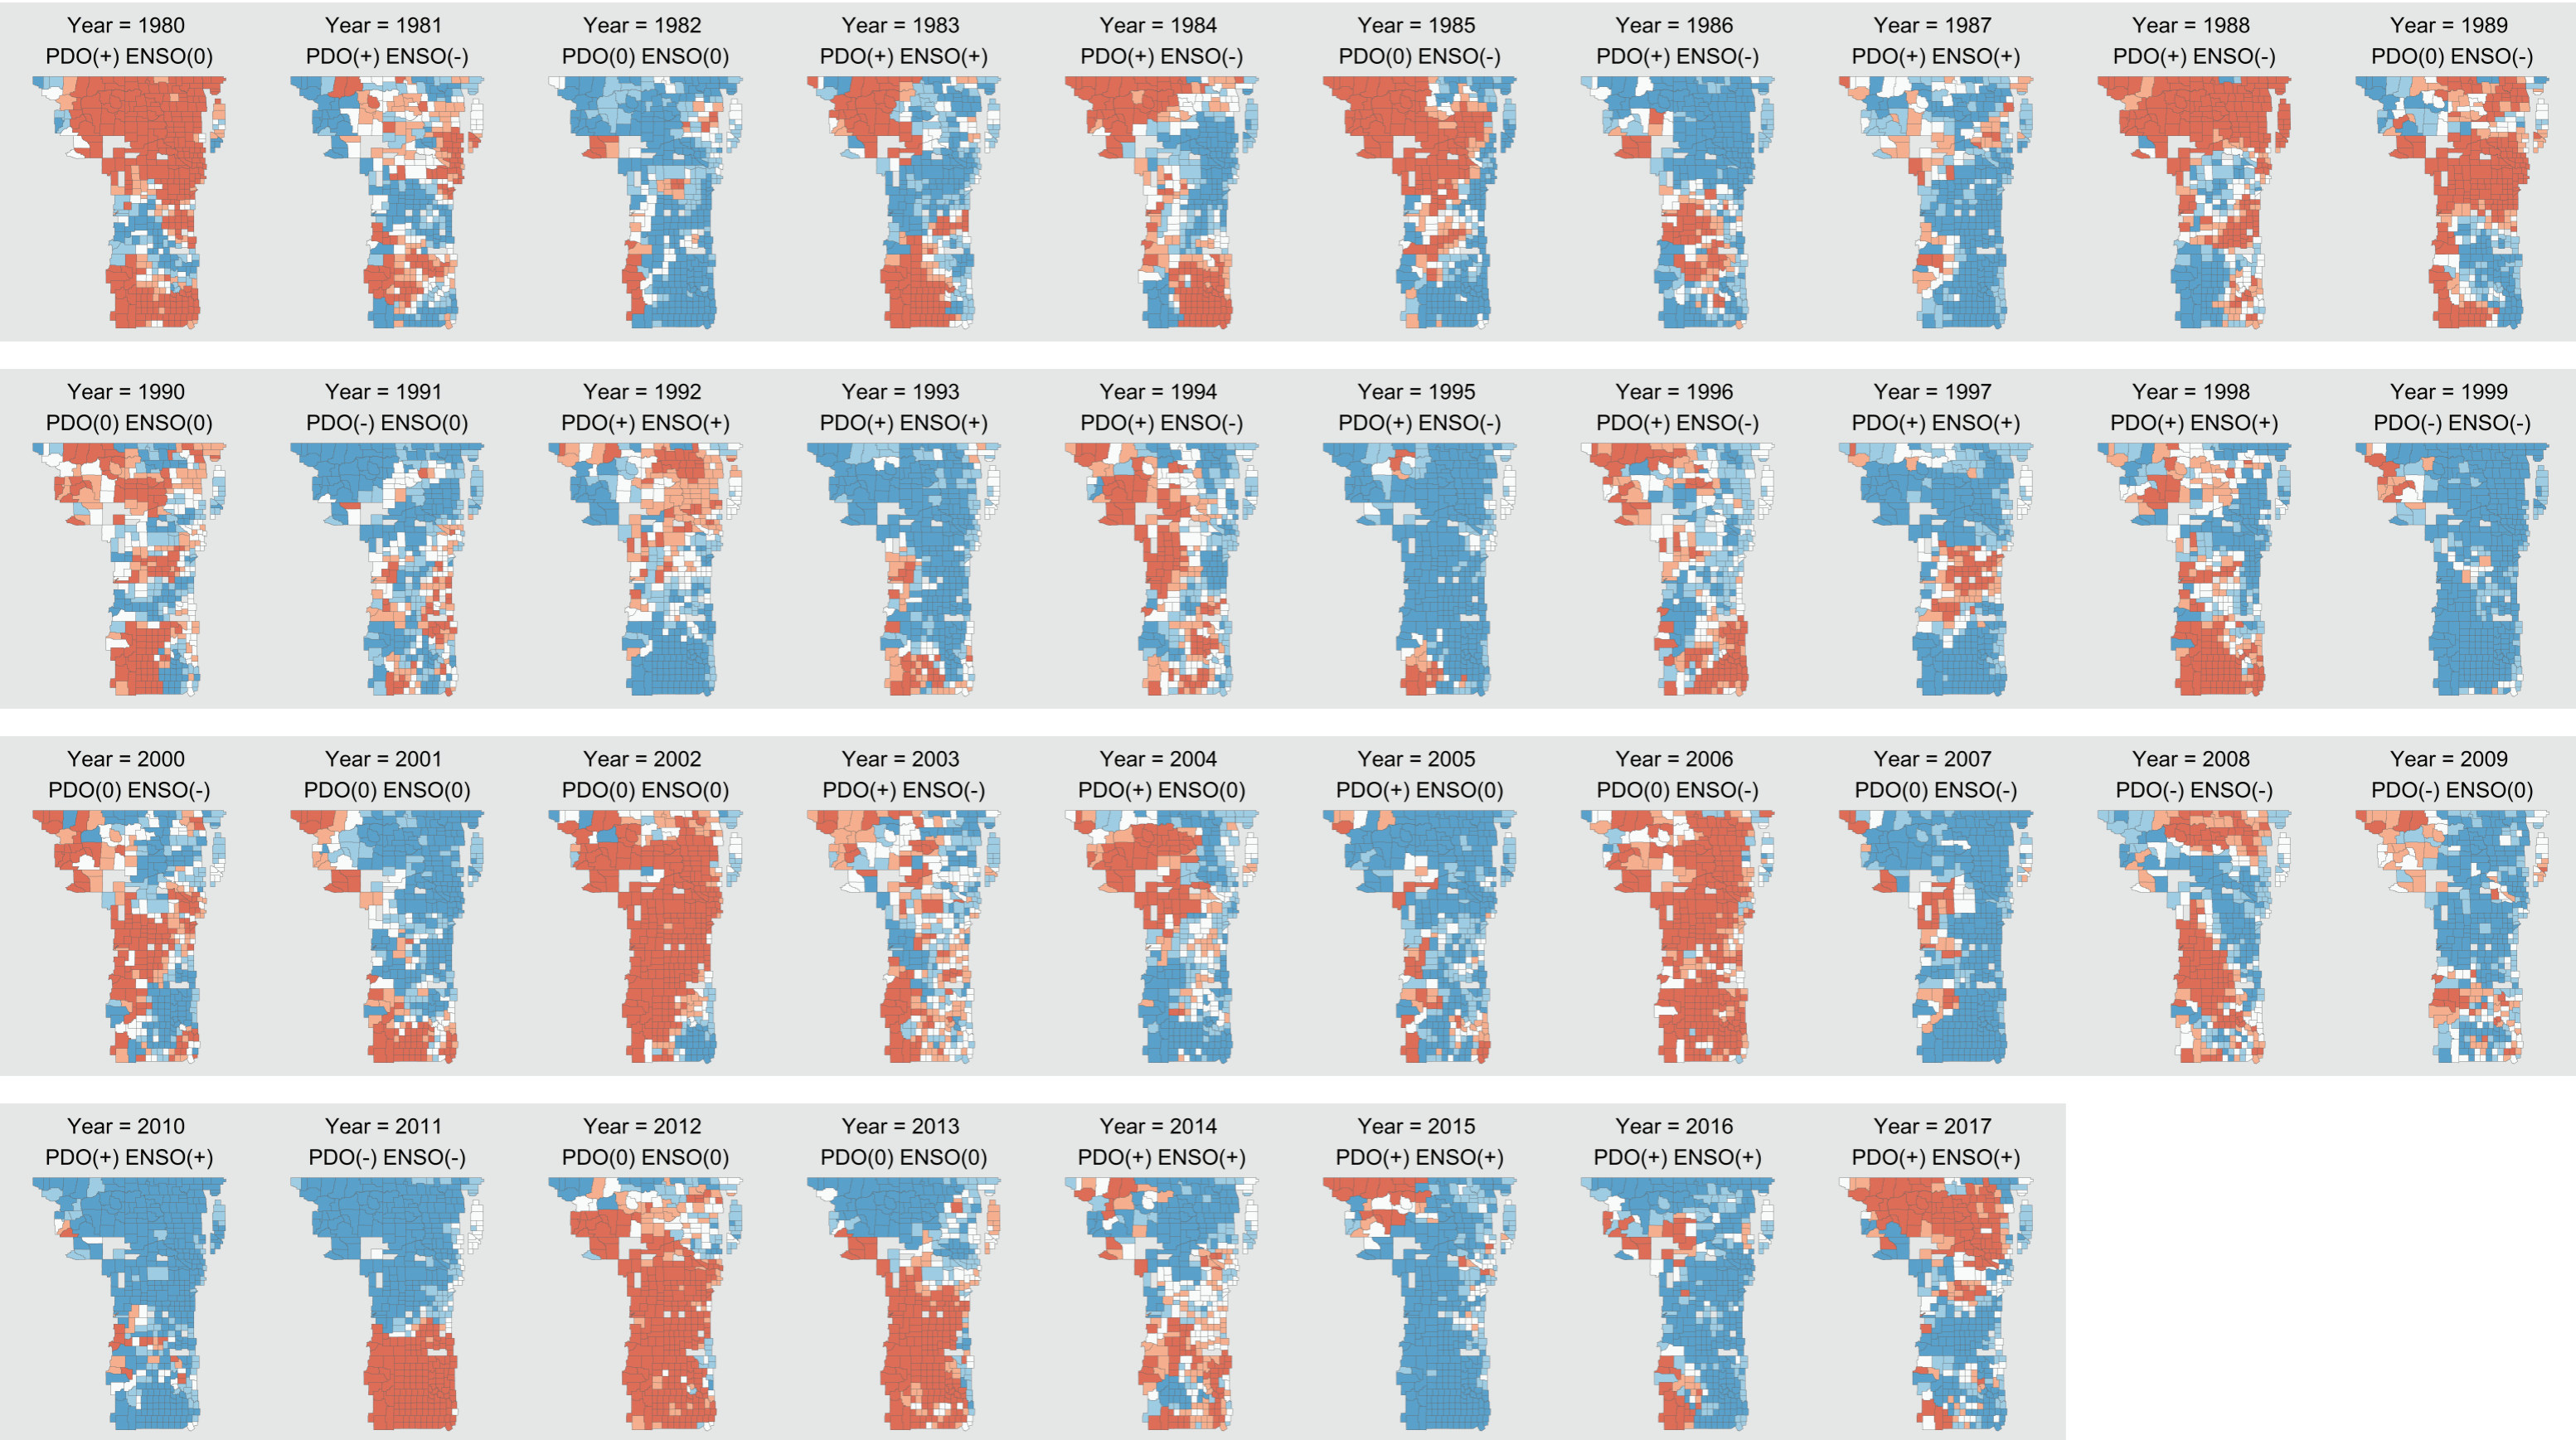 Year = 1980 Year = 1981 Year = 1982 Year = 1983 Year = 1984 Year = 1985 Year = 1986 Year = 1987 Year = 1988 Year = 1989
PDO(+) ENSO(0) PDO(+) ENSO(-) PDO(0) ENSO(0) PDO(+) ENSO(+) PDO(+) ENSO(-) PDO(0) ENSO(-) PDO(+) ENSO(-) PDO(+) ENSO(+) PDO(+) ENSO(-) PDO(0) ENSO(-)
Year = 1990 Year = 1991 Year = 1992 Year = 1993 Year = 1994 Year = 1995 Year = 1996 Year = 1997 Year = 1998 Year = 1999
PDO(0) ENSO(0) PDO(-) ENSO(0) PDO(+) ENSO(+) PDO(+) ENSO(+) PDO(+) ENSO(-) PDO(+) ENSO(-) PDO(+) ENSO(-) PDO(+) ENSO(+) PDO(+) ENSO(+) PDO(-) ENSO(-)
Year = 2000 Year = 2001 Year = 2002 Year = 2003 Year = 2004 Year = 2005 Year = 2006 Year = 2007 Year = 2008 Year = 2009
PDO(0) ENSO(-) PDO(0) ENSO(0) PDO(0) ENSO(0) PDO(+) ENSO(-) PDO(+) ENSO(0) PDO(+) ENSO(0) PDO(0) ENSO(-) PDO(0) ENSO(-) PDO(-) ENSO(-) PDO(-) ENSO(0)
Year = 2010 Year = 2011 Year = 2012 Year = 2013 Year = 2014 Year = 2015 Year = 2016 Year = 2017
PDO(+) ENSO(+) PDO(-) ENSO(-) PDO(0) ENSO(0) PDO(0) ENSO(0) PDO(+) ENSO(+) PDO(+) ENSO(+) PDO(+) ENSO(+) PDO(+) ENSO(+)